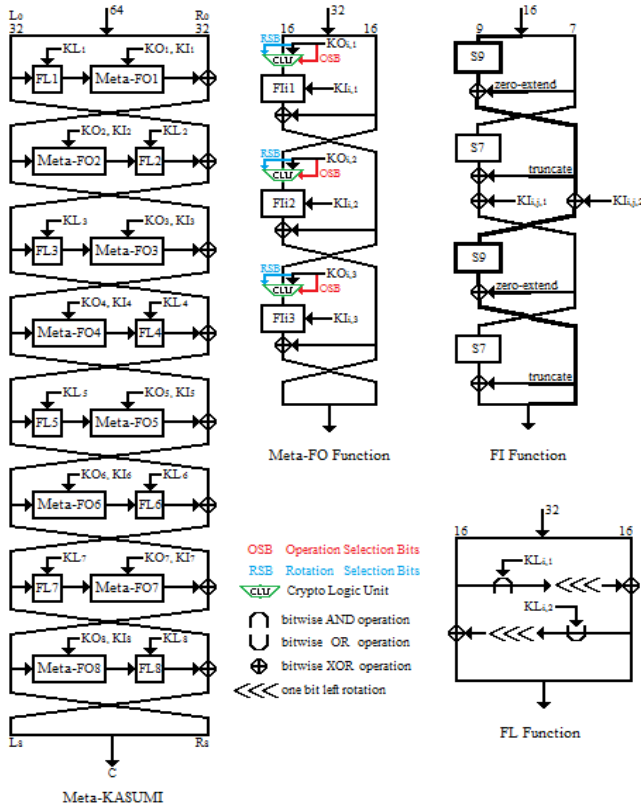 L0 64 R0
32 32
KL1 KO1, KI1
FL1 Meta-FO1
KO2, KI2 KL2
Meta-FO2 FL2
KL3 KO3, KI3
FL3 Meta-FO3
KO4, KI4 KL4
Meta-FO4 FL4
KL5 KO5, KI5
FL5 Meta-FO5
KO6, KI6 KL6
Meta-FO6 FL6
KL7 KO7, KI7
FL7 Meta-FO7
KO8, KI8 KL8
Meta-FO8 FL8
L8 R8
C
Meta-KASUMI
16 32 16
RSB KOi,1
CLU OSB
FIi1 KIi,1
RSB KOi,2
CLU OSB
FIi2 KIi,2
RSB KOi,3
CLU OSB
FIi3 KIi,3
Meta-FO Function
9 16 7
S9
zero-extend
S7
truncate
KIi,j,1 KIi,j,2
S9
zero-extend
S7
truncate
FI Function
OSB Operation Selection Bits
RSB Rotation Selection Bits
CLU Crypto Logic Unit
bitwise AND operation
bitwise OR operation
bitwise XOR operation
one bit left rotation
32
16 16
KLi,1
KLi,2
FL Function